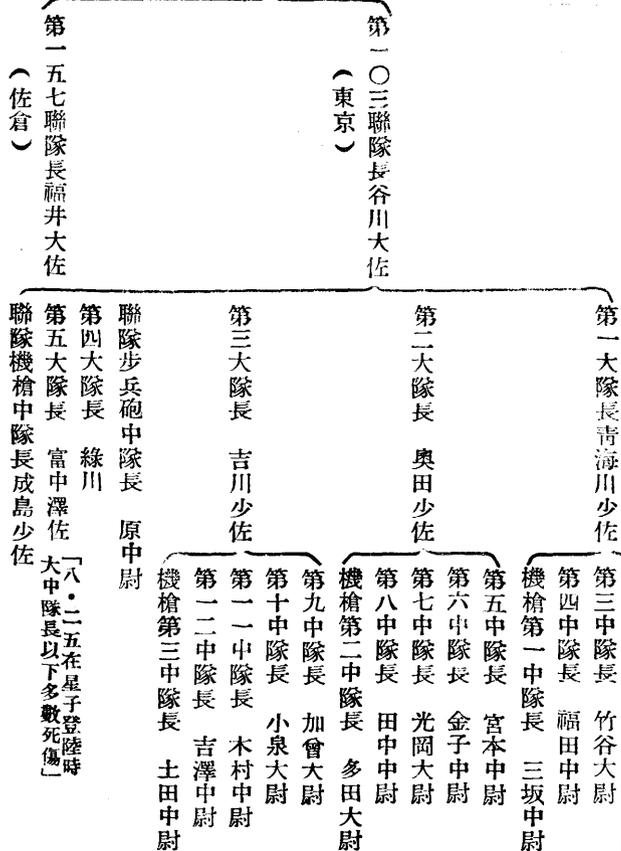 第一〇三聯隊長谷川大佐
（東京）
第一五七聯隊長福井大佐
（佐倉）
第一大隊長青海川少佐
第二大隊長　奧田少佐
第三大隊長　吉川少佐
聯隊步兵砲中隊長　原中尉
第四大隊長　綠川
第五大隊長　富中澤佐
「八・二五在星子登陸時
大中隊長以下多數死傷」
聯隊機槍中隊長成島少佐
第三中隊長　竹谷大尉
第四中隊長　福田中尉
機槍第一中隊長　三坂中尉
第五中隊長　宮本中尉
第六中隊長　金子中尉
第七中隊長　光岡大尉
第八中隊長　田中中尉
機槍第二中隊長　多田大尉
第九中隊長　加曾大尉
第十中隊長　小泉大尉
第一一中隊長　木村中尉
第一二中隊長　吉澤中尉
機槍第三中隊長　土田中尉